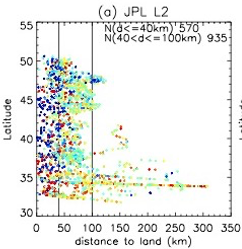 (a) JPL L2
N(d<=40km) 570
N(40<d<=100km) 935
55
50
45
40
35
30
Latitude
0 50 100 150 200 250 300 350
distance to land (km)
Latitude